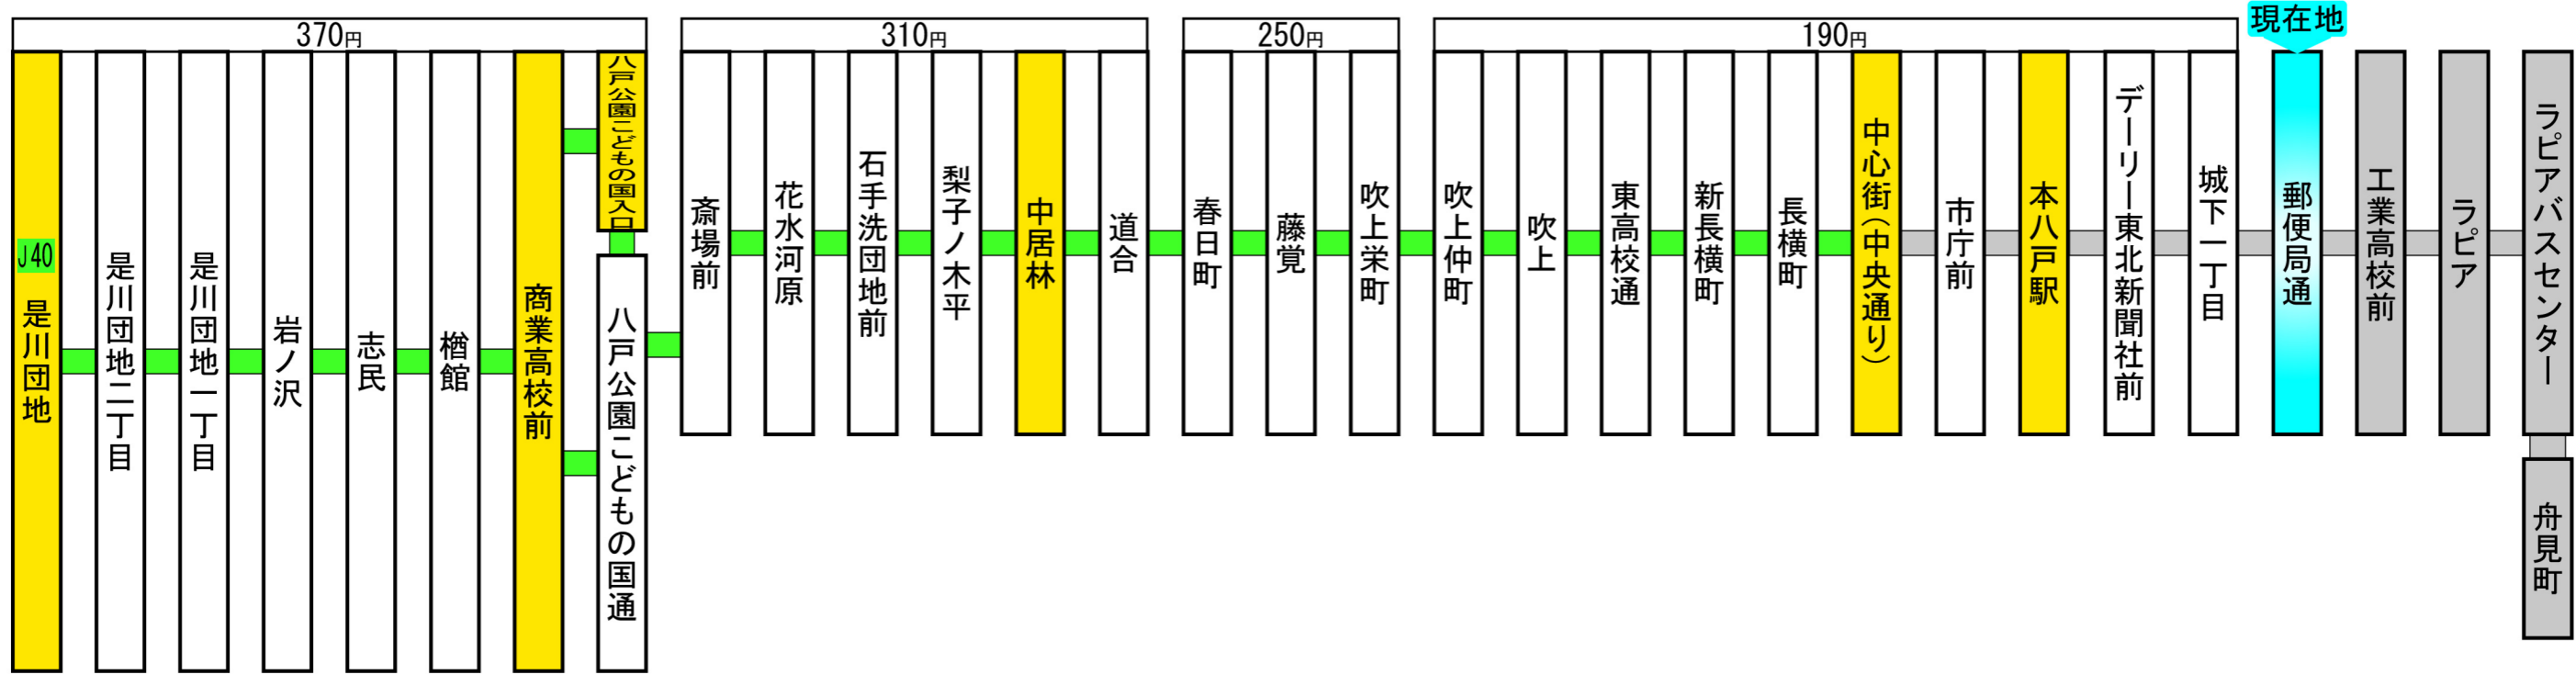 370円
310円
250円
190円
現在地
J40
是川団地
是川団地二丁目
是川団地一丁目
岩ノ沢
志民
楢館
商業高校前
八戸公園こどもの国入口
八戸公園こどもの国通
斎場前
花水河原
石手洗団地前
梨子ノ木平
中居林
道合
春日町
藤覚
吹上栄町
吹上仲町
吹上
東高校通
新長横町
長横町
中心街(中央通り)
市庁前
本八戸駅
デーリー東北新聞社前
城下一丁目
郵便局通
工業高校前
ラピア
ラピアバスセンター
舟見町